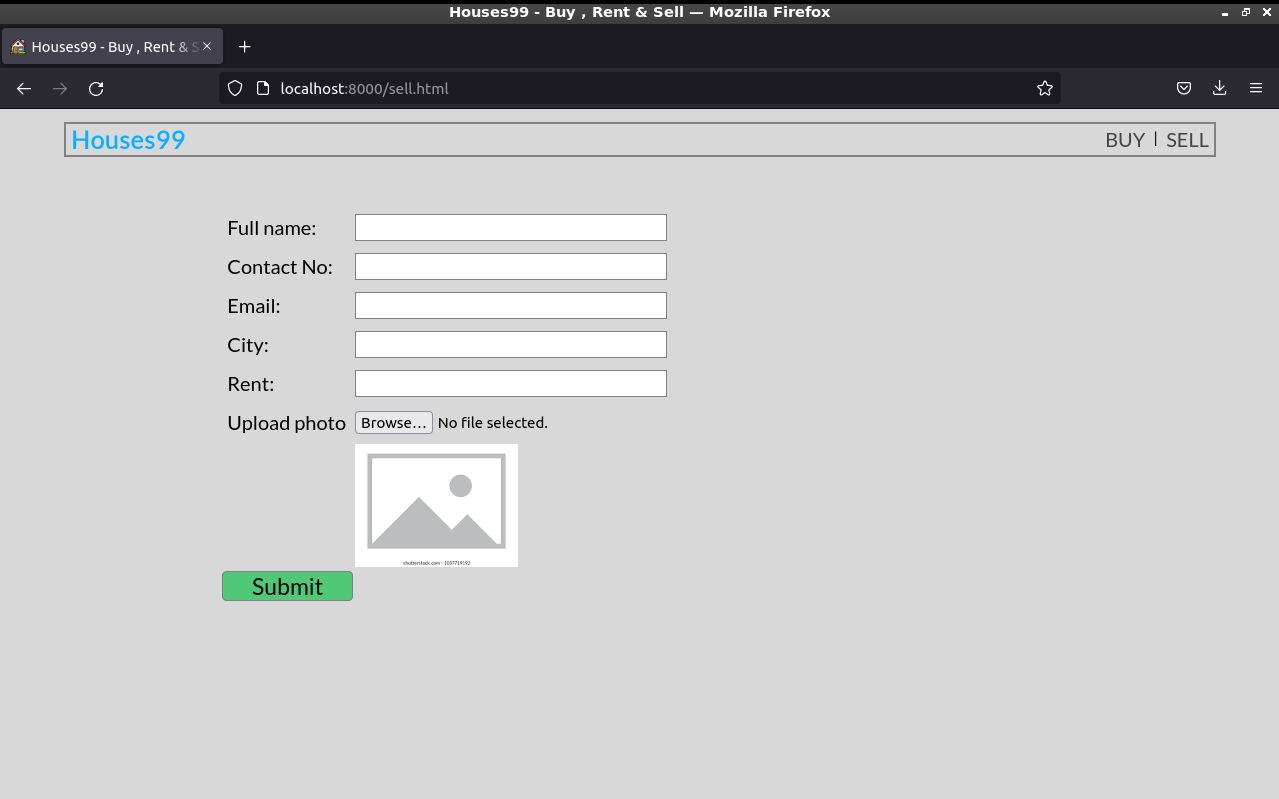 Houses99 - Buy , Rent & Sell — Mozilla Firefox
Houses99 - Buy , Rent & S
localhost:8000/sell.html
Houses99 BUY | SELL
Full name:
Contact No:
Email:
City:
Rent:
Upload photo Browse... No file selected.
shutterstock.com · 1037719192
Submit